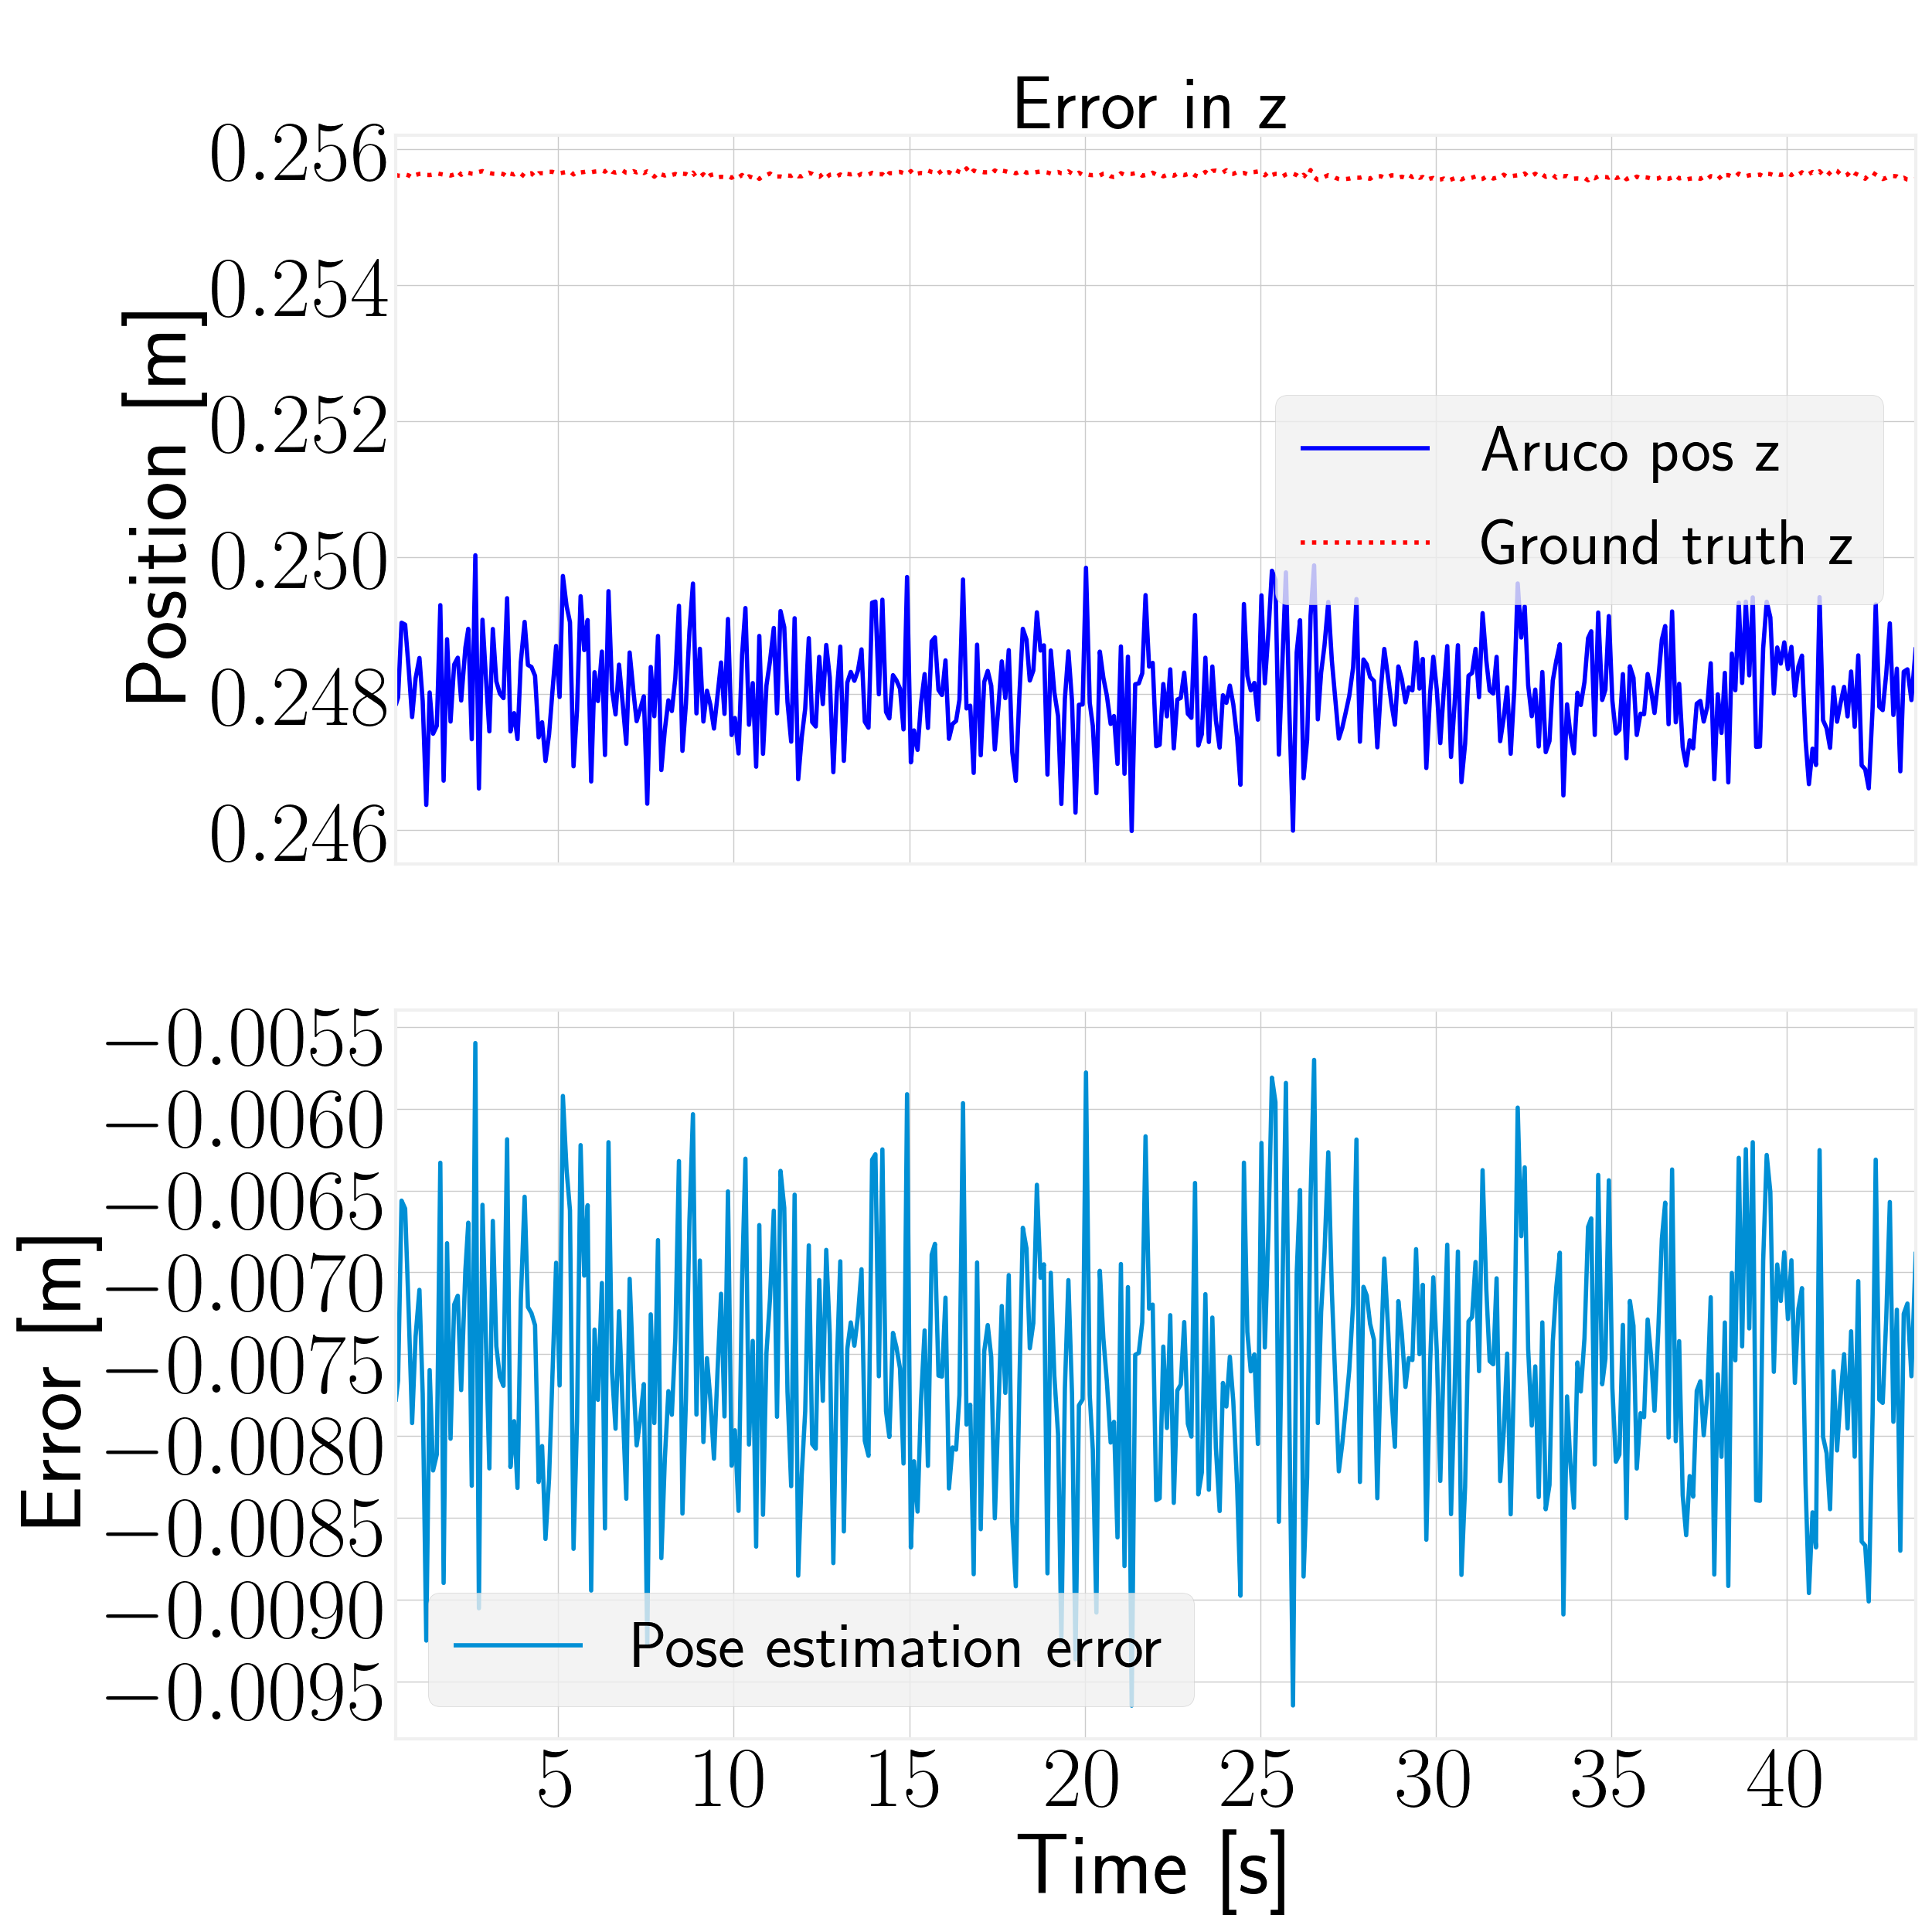 Error in z
Position [m]
0.256
0.254
0.252
0.250
0.248
0.246
Aruco pos z
Ground truth z
Error [m]
−0.0055
−0.0060
−0.0065
−0.0070
−0.0075
−0.0080
−0.0085
−0.0090
−0.0095
Pose estimation error
5 10 15 20 25 30 35 40
Time [s]